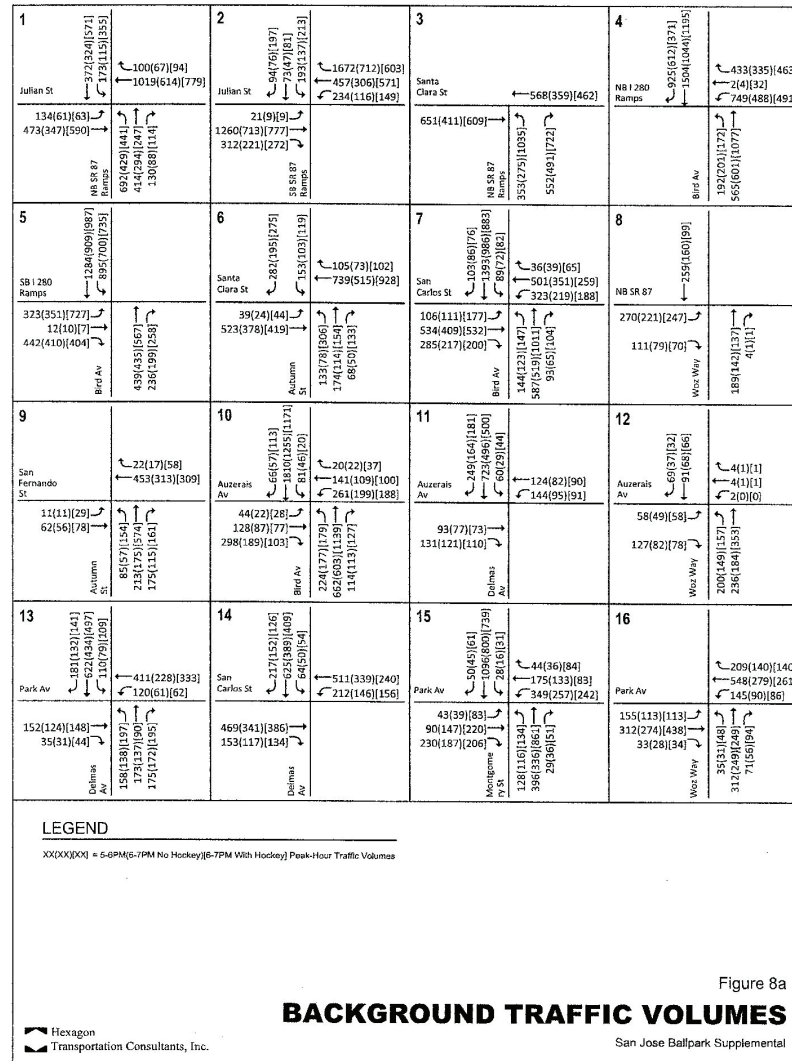 1
372(324)[571]
173(115)[355]
Julian St
100(67)[94]
1019(614)[779]
134(61)[63]
473(347)[590]
NB SR 87
Ramps
692(429)[441]
414(294)[247]
130(88)[114]
2
94(76)[197]
73(47)[81]
193(137)[213]
Julian St
1672(712)[603]
457(306)[571]
234(116)[149]
21(9)[9]
1260(713)[777]
312(221)[272]
SB SR 87
Ramps
3
Santa
Clara St
568(359)[462]
651(411)[609]
NB SR 87
Ramps
353(275)[1035]
552(491)[722]
4
925(612)[371]
1504(1044)[1195]
NB I 280
Ramps
433(335)[463
2(4)[32]
749(488)[491
Bird Av
192(201)[172]
565(601)[1077]
5
1284(909)[987]
895(700)[735]
SB I 280
Ramps
323(351)[727]
12(10)[7]
442(410)[404]
Bird Av
439(435)[567]
236(199)[258]
6
282(195)[275]
153(103)[119]
Santa
Clara St
105(73)[102]
739(515)[928]
39(24)[44]
523(378)[419]
Autumn
St
133(78)[306]
174(114)[154]
68(50)[133]
7
103(86)[76]
1393(986)[883]
89(72)[82]
San
Carlos St
36(39)[65]
501(351)[259]
323(219)[188]
106(111)[177]
534(409)[532]
285(217)[200]
Bird Av
144(123)[147]
587(519)[1011]
93(65)[104]
8
259(160)[99]
NB SR 87
270(221)[247]
111(79)[70]
Woz Way
189(142)[137]
4(1)[1]
9
San
Fernando
St
22(17)[58]
453(313)[309]
11(11)[29]
62(56)[78]
Autumn
St
85(57)[154]
213(175)[574]
175(115)[161]
10
66(57)[113]
1810(1255)[1171]
81(46)[20]
Auzerais
Av
20(22)[37]
141(109)[100]
261(199)[188]
44(22)[28]
128(87)[77]
298(189)[103]
Bird Av
224(177)[179]
662(603)[1139]
114(113)[127]
11
249(164)[181]
723(496)[500]
60(29)[44]
Auzerais
Av
124(82)[90]
144(95)[91]
93(77)[73]
131(121)[110]
Delmas
Av
12
69(37)[32]
91(68)[66]
Auzerais
Av
4(1)[1]
4(1)[1]
2(0)[0]
58(49)[58]
127(82)[78]
Woz Way
200(149)[157]
236(184)[353]
13
181(132)[141]
622(434)[497]
110(79)[109]
Park Av
411(228)[333]
120(61)[62]
152(124)[148]
35(31)[44]
Delmas
Av
158(138)[197]
173(137)[90]
175(172)[195]
14
217(152)[126]
625(389)[409]
64(50)[54]
San
Carlos St
511(339)[240]
212(146)[156]
469(341)[386]
153(117)[134]
Delmas
Av
15
50(45)[61]
1096(800)[739]
28(16)[31]
Park Av
44(36)[84]
175(133)[83]
349(257)[242]
43(39)[83]
90(147)[220]
230(187)[206]
Montgome
ry St
128(116)[134]
396(336)[861]
29(36)[51]
16
Park Av
209(140)[140
548(279)[261
145(90)[86]
155(113)[113]
312(274)[438]
33(28)[34]
Woz Way
35(31)[48]
312(249)[249]
71(56)[94]
LEGEND
XX(XX)[XX] = 5-6PM(6-7PM No Hockey)[6-7PM With Hockey] Peak-Hour Traffic Volumes
Figure 8a
BACKGROUND TRAFFIC VOLUMES
Hexagon
Transportation Consultants, Inc.
San Jose Ballpark Supplemental